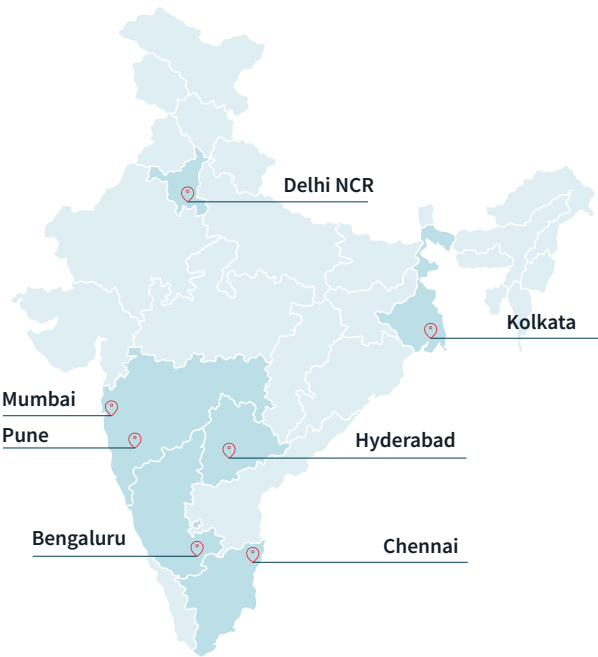 Delhi NCR
Kolkata
Mumbai
Pune
Hyderabad
Bengaluru
Chennai